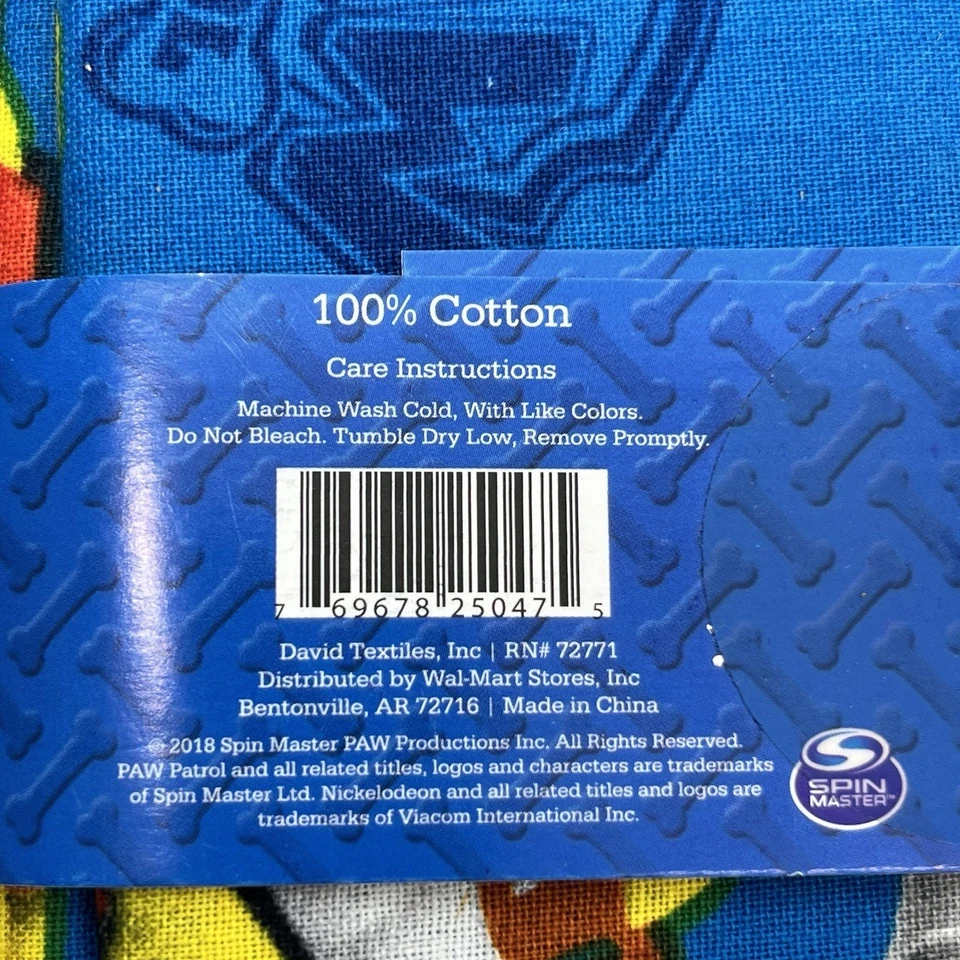 100% Cotton
Care Instructions
Machine Wash Cold, With Like Colors.
Do Not Bleach. Tumble Dry Low, Remove Promptly.
7 69678 25047 5
David Textiles, Inc | RN# 72771
Distributed by Wal-Mart Stores, Inc
Bentonville, AR 72716 | Made in China
© 2018 Spin Master PAW Productions Inc. All Rights Reserved.
PAW Patrol and all related titles, logos and characters are trademarks
of Spin Master Ltd. Nickelodeon and all related titles and logos are
trademarks of Viacom International Inc.
SPIN
MASTER™